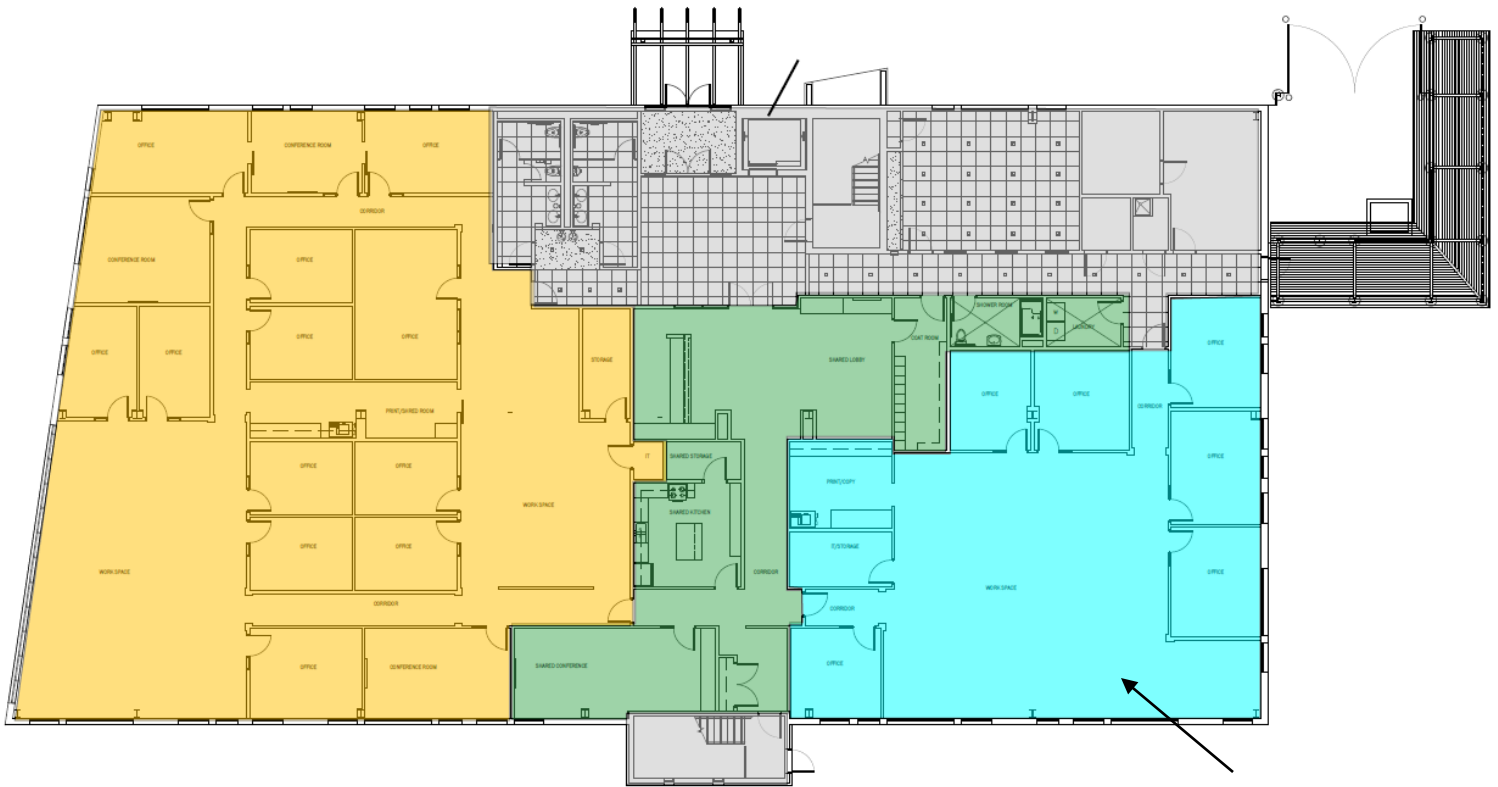 OFFICE
CONFERENCE ROOM
OFFICE
CORRIDOR
CONFERENCE ROOM
OFFICE
OFFICE
OFFICE
OFFICE
OFFICE
OFFICE
STORAGE
PRINT/SHRED ROOM
OFFICE
OFFICE
IT
WORK SPACE
OFFICE
OFFICE
WORK SPACE
CORRIDOR
OFFICE
CONFERENCE ROOM
SHARED LOBBY
COAT ROOM
SHOWER ROOM
W
D
LAUNDRY
SHARED STORAGE
SHARED KITCHEN
CORRIDOR
SHARED CONFERENCE
OFFICE
OFFICE
OFFICE
CORRIDOR
OFFICE
PRINT/COPY
IT/STORAGE
OFFICE
WORK SPACE
CORRIDOR
OFFICE